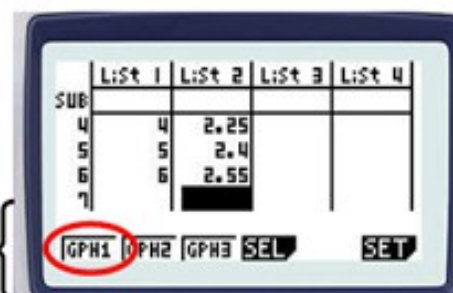 List 1 List 2 List 3 List 4
SUB
4 4 2.25
5 5 2.4
6 6 2.55
7
GPH1 GPH2 GPH3 SEL SET